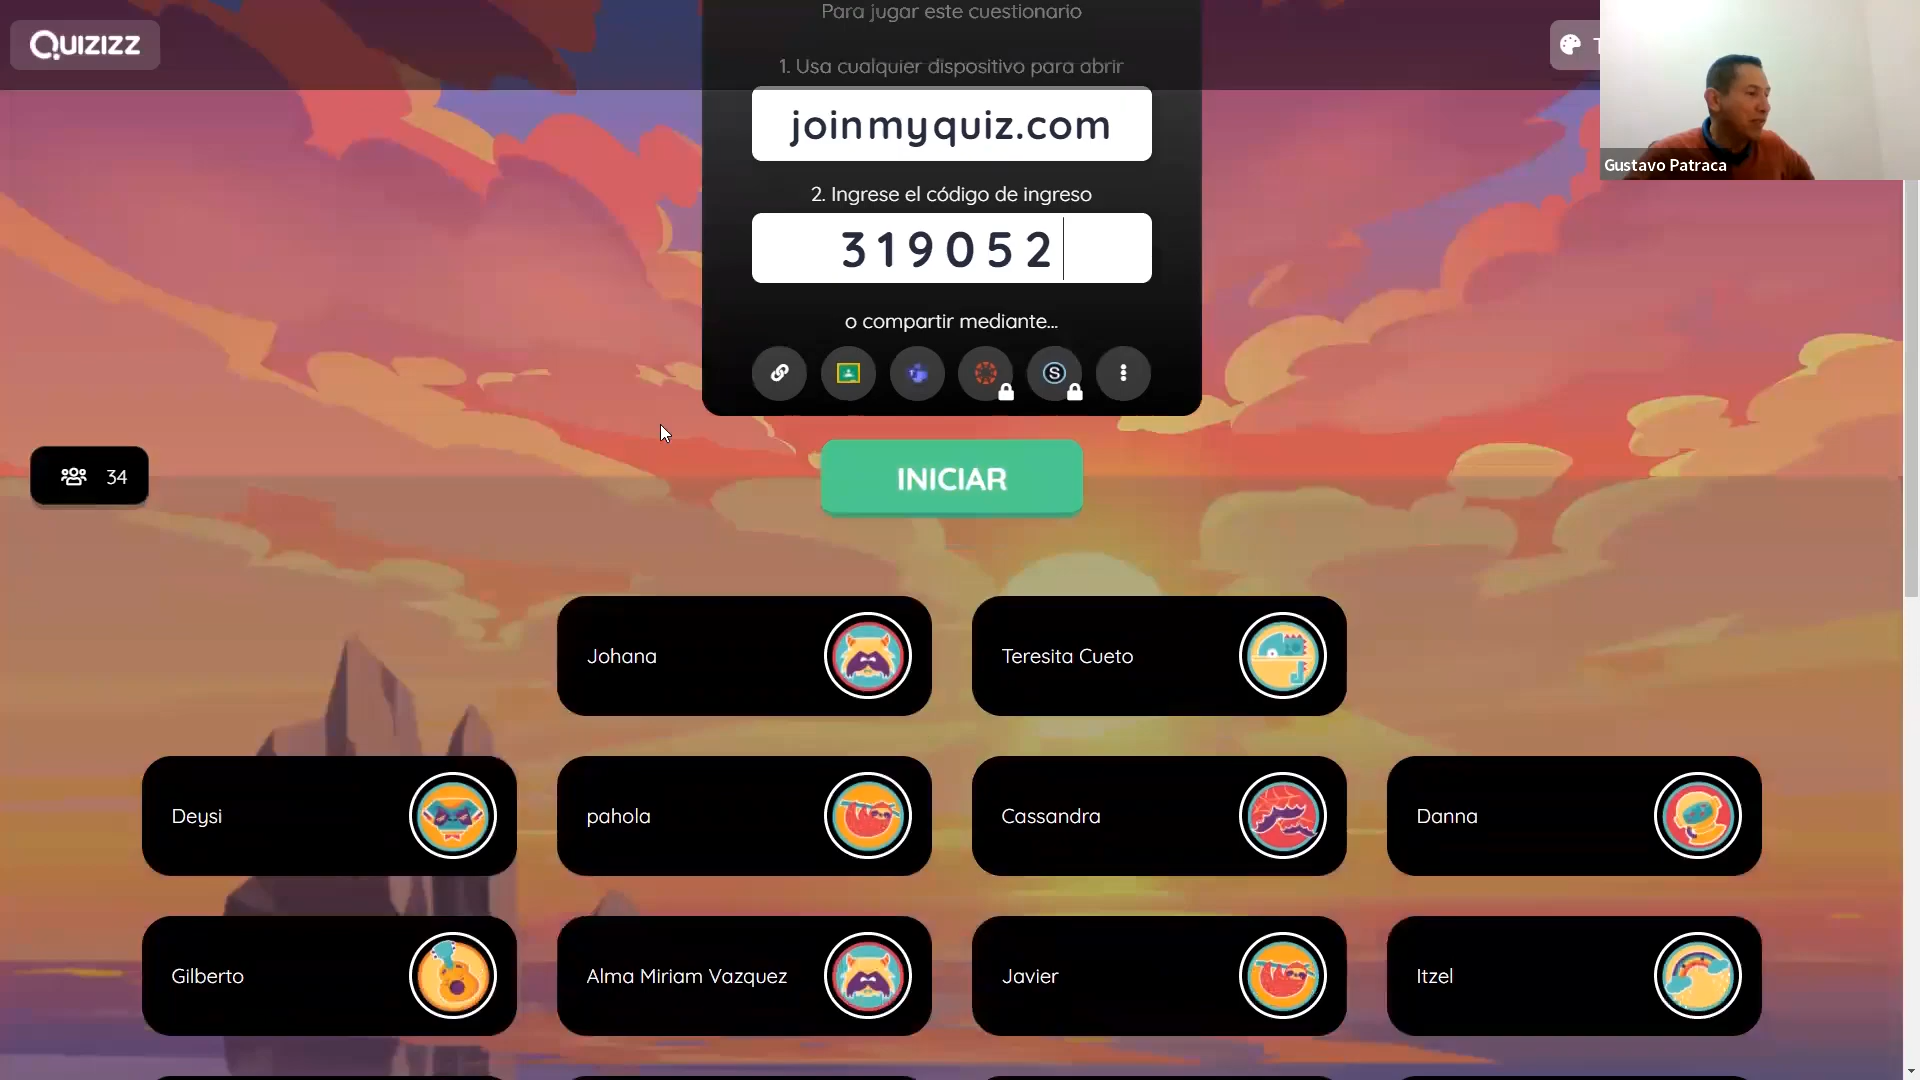 QUIZIZZ
Para jugar este cuestionario
1. Usa cualquier dispositivo para abrir
joinmyquiz.com
2. Ingrese el código de ingreso
319052
o compartir mediante...
34
INICIAR
Gustavo Patraca
Johana
Teresita Cueto
Deysi
pahola
Cassandra
Danna
Gilberto
Alma Miriam Vazquez
Javier
Itzel